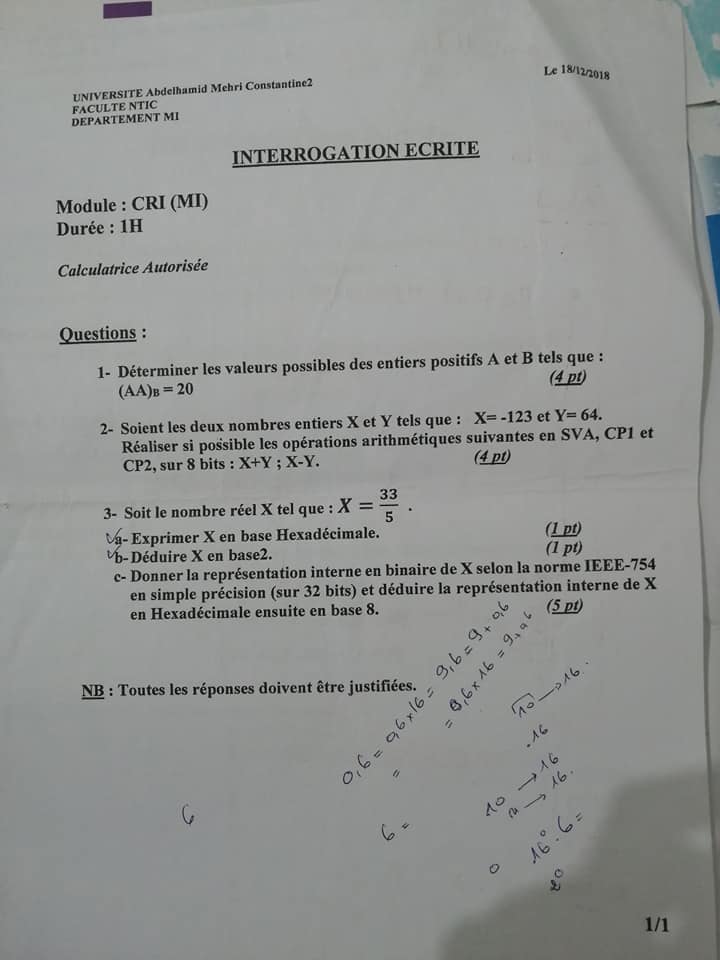 Le 18/12/2018
UNIVERSITE Abdelhamid Mehri Constantine2
FACULTE NTIC
DEPARTEMENT MI
INTERROGATION ECRITE
Module : CRI (MI)
Durée : 1H
Calculatrice Autorisée
Questions :
1- Déterminer les valeurs possibles des entiers positifs A et B tels que :
(AA)B = 20 (4 pt)
2- Soient les deux nombres entiers X et Y tels que : X= -123 et Y= 64.
Réaliser si possible les opérations arithmétiques suivantes en SVA, CP1 et
CP2, sur 8 bits : X+Y ; X-Y. (4 pt)
3- Soit le nombre réel X tel que : X = 33/5 .
a- Exprimer X en base Hexadécimale. (1 pt)
b- Déduire X en base2. (1 pt)
c- Donner la représentation interne en binaire de X selon la norme IEEE-754
en simple précision (sur 32 bits) et déduire la représentation interne de X
en Hexadécimale ensuite en base 8. (5 pt)
NB : Toutes les réponses doivent être justifiées.
0,6 = 0,6 x 16 = 9,6 = 9 + 0,6
= 0,6 x 16 = 9 + 0,6
10 → 16.
.16
10 → 16
→ 16.
6
6 =
0
16⁰ . 6 =
2⁰
1/1